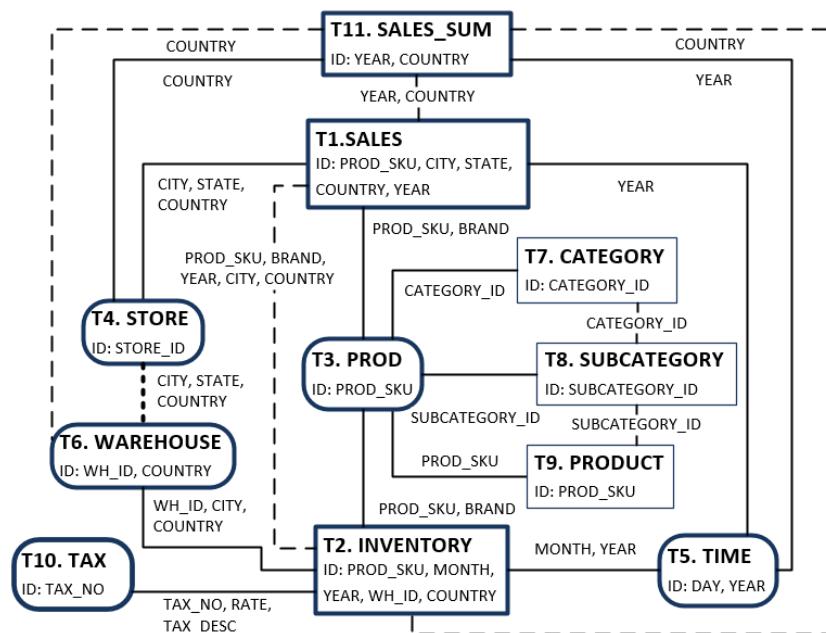 T11. SALES_SUM
ID: YEAR, COUNTRY
COUNTRY
COUNTRY
COUNTRY
YEAR
YEAR, COUNTRY
T1.SALES
ID: PROD_SKU, CITY, STATE,
COUNTRY, YEAR
CITY, STATE,
COUNTRY
YEAR
PROD_SKU, BRAND,
YEAR, CITY, COUNTRY
PROD_SKU, BRAND
T7. CATEGORY
ID: CATEGORY_ID
CATEGORY_ID
CATEGORY_ID
T4. STORE
ID: STORE_ID
T3. PROD
ID: PROD_SKU
T8. SUBCATEGORY
ID: SUBCATEGORY_ID
CITY, STATE,
COUNTRY
SUBCATEGORY_ID
SUBCATEGORY_ID
T6. WAREHOUSE
ID: WH_ID, COUNTRY
PROD_SKU
T9. PRODUCT
ID: PROD_SKU
WH_ID, CITY,
COUNTRY
PROD_SKU, BRAND
T2. INVENTORY
ID: PROD_SKU, MONTH,
YEAR, WH_ID, COUNTRY
MONTH, YEAR
T5. TIME
ID: DAY, YEAR
T10. TAX
ID: TAX_NO
TAX_NO, RATE,
TAX_DESC